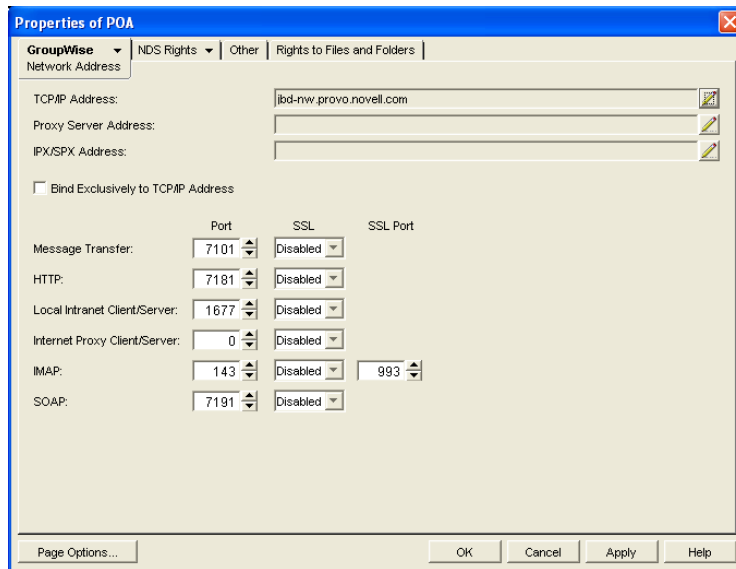 Properties of POA
GroupWise NDS Rights Other Rights to Files and Folders
Network Address
TCP/IP Address: jbd-nw.provo.novell.com
Proxy Server Address:
IPX/SPX Address:
Bind Exclusively to TCP/IP Address
Port SSL SSL Port
Message Transfer: 7101 Disabled
HTTP: 7181 Disabled
Local Intranet Client/Server: 1677 Disabled
Internet Proxy Client/Server: 0 Disabled
IMAP: 143 Disabled 993
SOAP: 7191 Disabled
Page Options... OK Cancel Apply Help